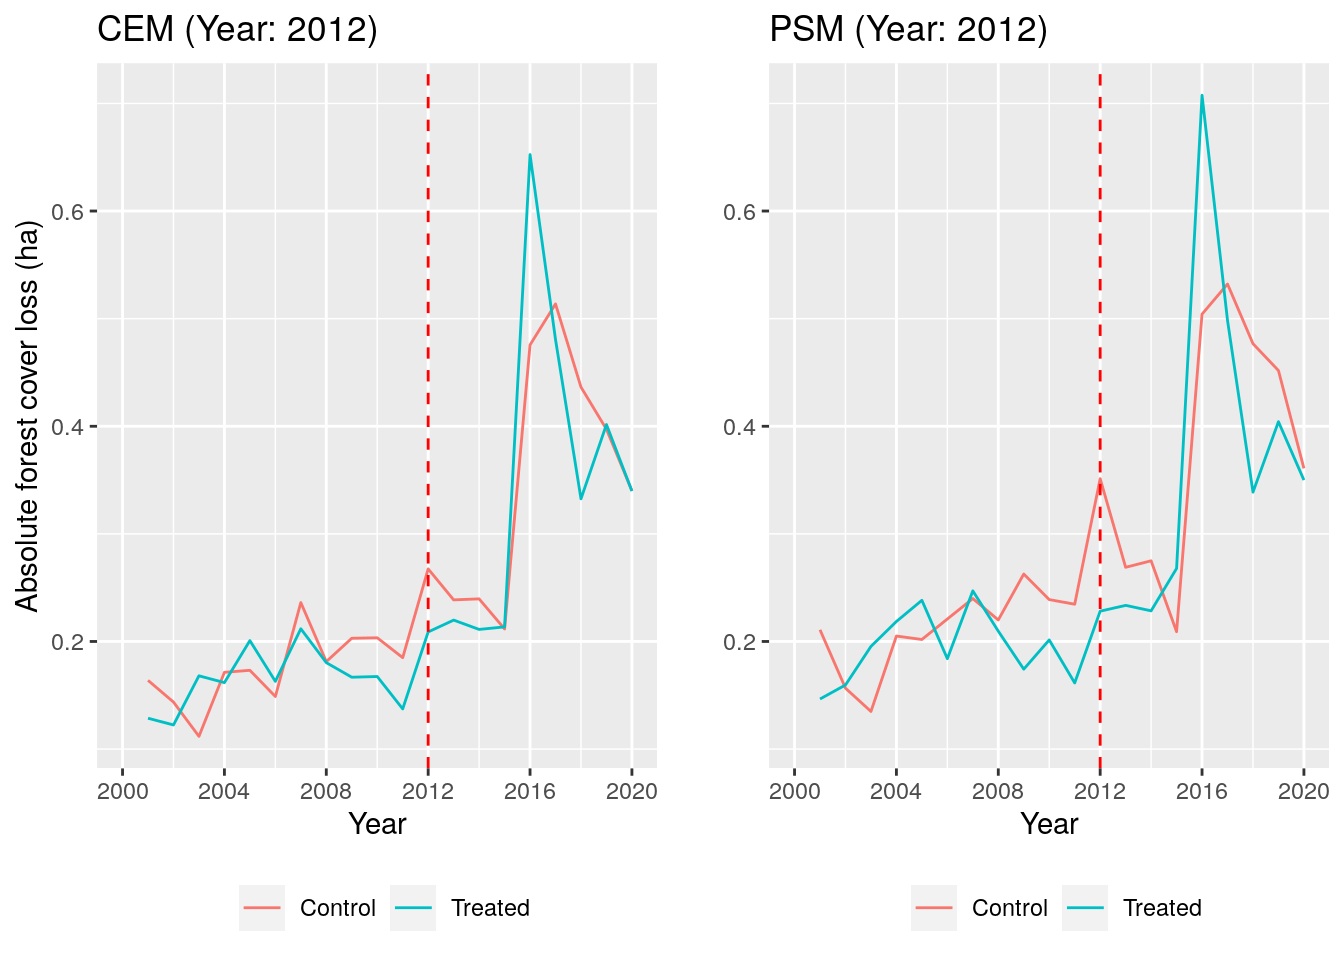 CEM (Year: 2012)
Absolute forest cover loss (ha)
0.6
0.4
0.2
2000 2004 2008 2012 2016 2020
Year
Control Treated
PSM (Year: 2012)
0.6
0.4
0.2
2000 2004 2008 2012 2016 2020
Year
Control Treated